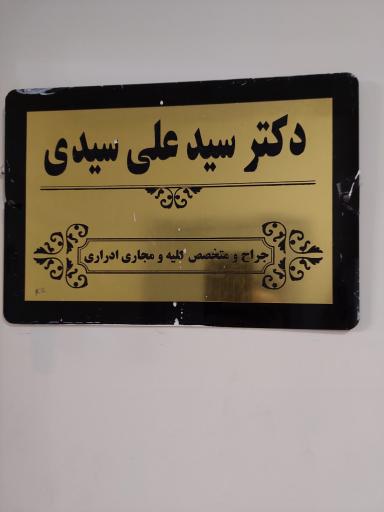 دکتر سید علی سیدی
جراح و متخصص کلیه و مجاری ادراری